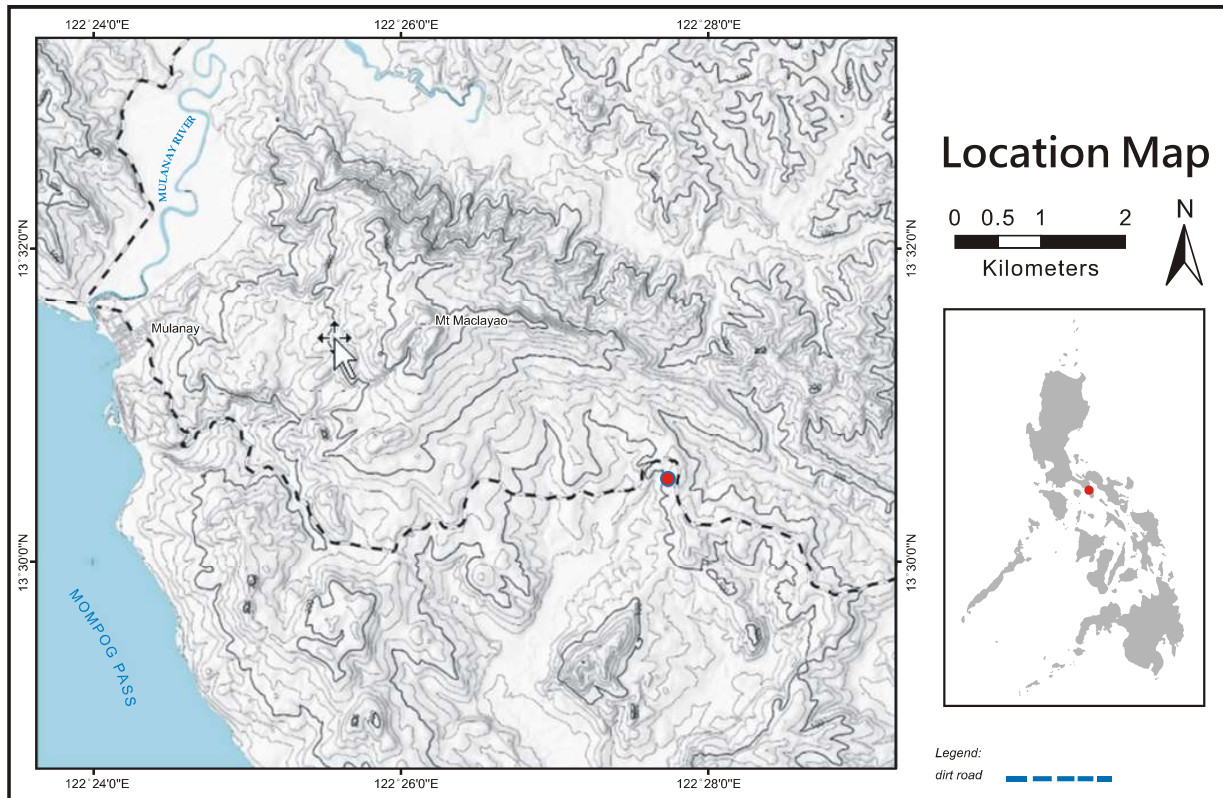 122°24'0"E
122°26'0"E
122°28'0"E
MULANAY RIVER
13°32'0"N
13°32'0"N
Mulanay
Mt Maclayao
13°30'0"N
13°30'0"N
MOMPOG PASS
122°24'0"E
122°26'0"E
122°28'0"E
Location Map
0 0.5 1 2
Kilometers
N
Legend:
dirt road